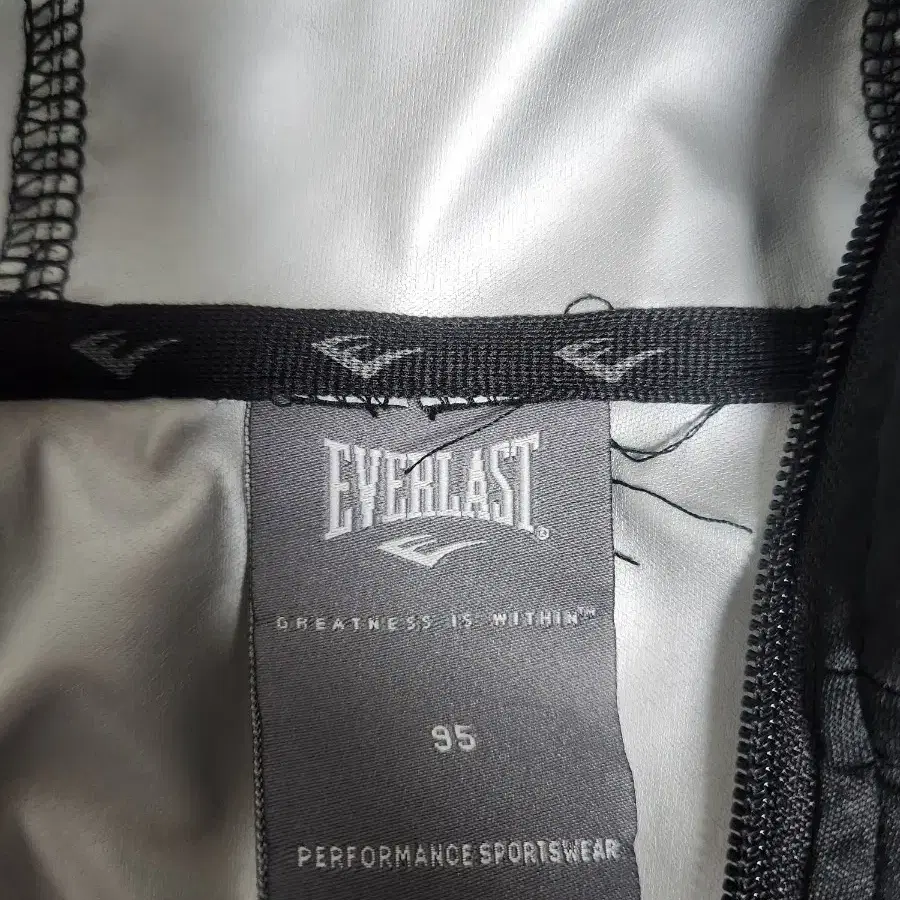 EVERLAST®
GREATNESS IS WITHIN™
95
PERFORMANCE SPORTSWEAR